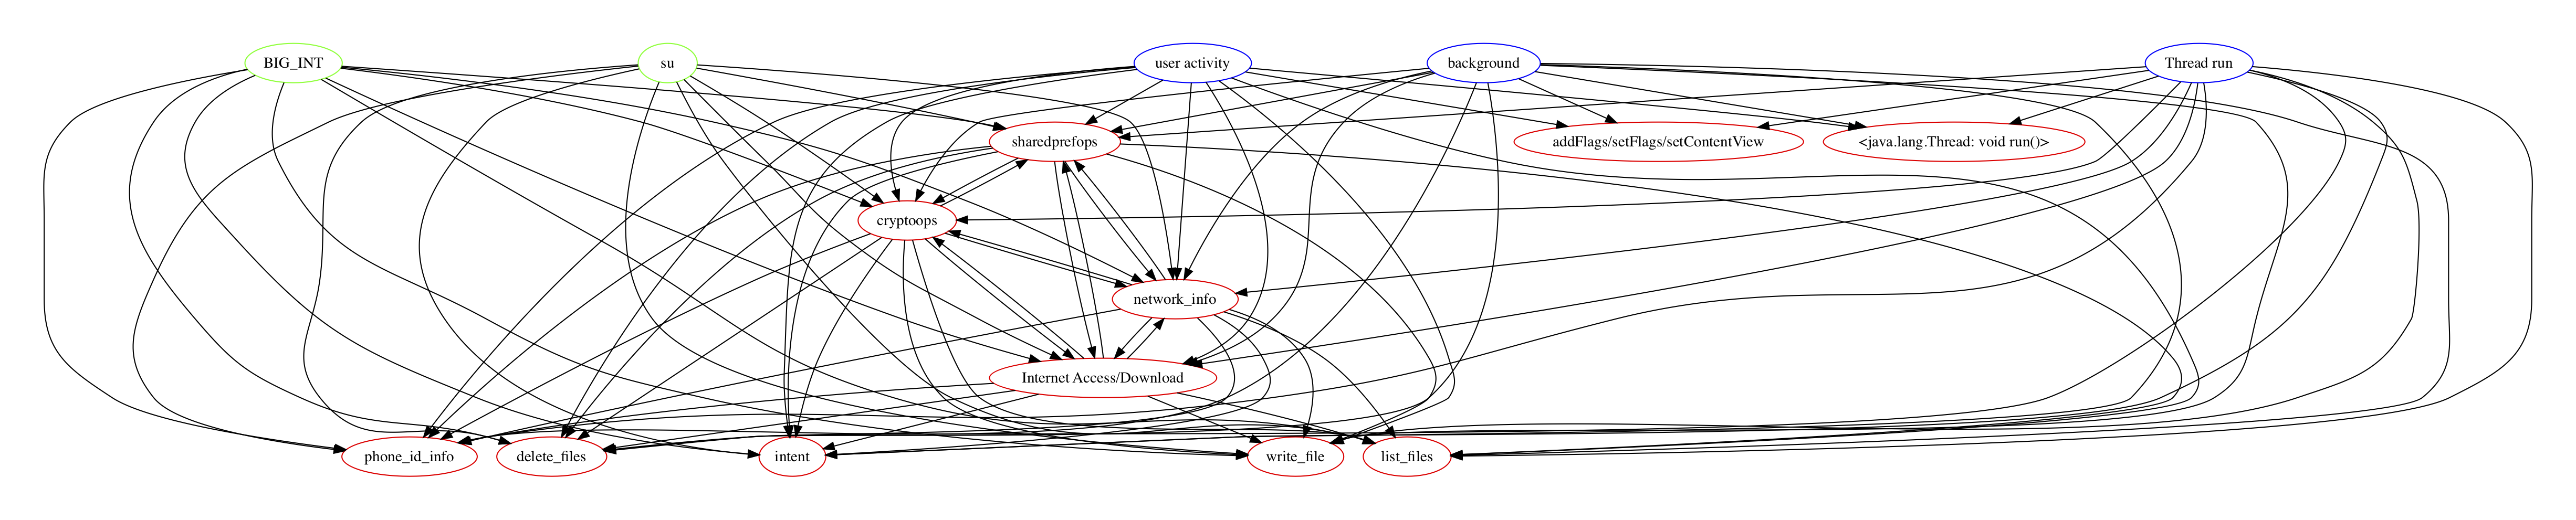 BIG_INT
su
user activity
background
Thread run
sharedprefops
addFlags/setFlags/setContentView
<java.lang.Thread: void run()>
cryptoops
network_info
Internet Access/Download
phone_id_info
delete_files
intent
write_file
list_files